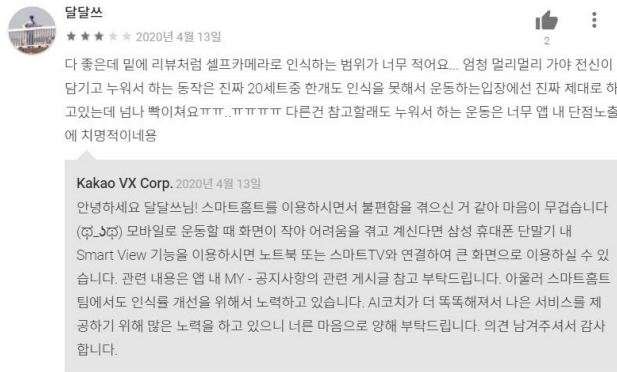 달달쓰
★★★★★ 2020년 4월 13일
2
다 좋은데 밑에 리뷰처럼 셀프카메라로 인식하는 범위가 너무 적어요... 엄청 멀리멀리 가야 전신이
담기고 누워서 하는 동작은 진짜 20세트중 한개도 인식을 못해서 운동하는입장에선 진짜 제대로 하
고있는데 넘나 빡이쳐요ㅠㅠ..ㅠㅠㅠㅠ 다른건 참고할래도 누워서 하는 운동은 너무 앱 내 단점노출
에 치명적이네용
Kakao VX Corp. 2020년 4월 13일
안녕하세요 달달쓰님! 스마트홈트를 이용하시면서 불편함을 겪으신 거 같아 마음이 무겁습니다
(ಥ_ʖಥ) 모바일로 운동할 때 화면이 작아 어려움을 겪고 계신다면 삼성 휴대폰 단말기 내
Smart View 기능을 이용하시면 노트북 또는 스마트TV와 연결하여 큰 화면으로 이용하실 수 있
습니다. 관련 내용은 앱 내 MY - 공지사항의 관련 게시글 참고 부탁드립니다. 아울러 스마트홈트
팀에서도 인식률 개선을 위해서 노력하고 있습니다. AI코치가 더 똑똑해져서 나은 서비스를 제
공하기 위해 많은 노력을 하고 있으니 너른 마음으로 양해 부탁드립니다. 의견 남겨주셔서 감사
합니다.